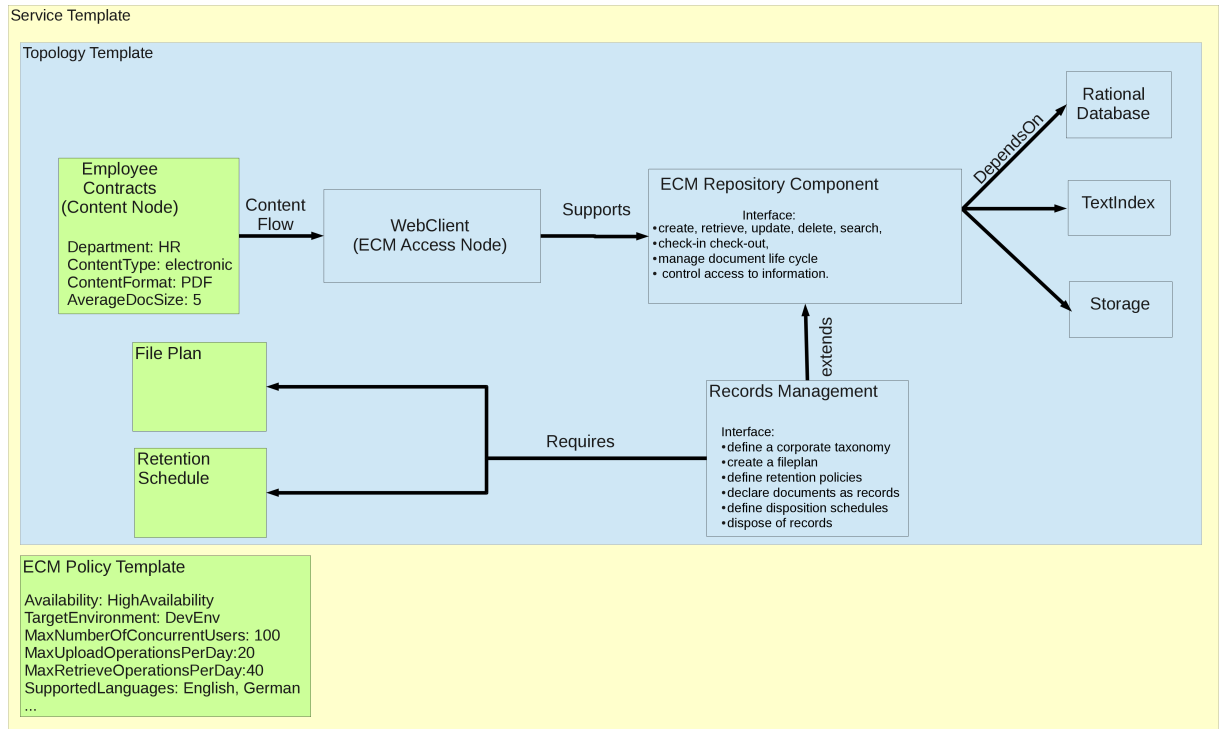 Service Template
Topology Template
Employee
Contracts
(Content Node)
Department: HR
ContentType: electronic
ContentFormat: PDF
AverageDocSize: 5
Content
Flow
WebClient
(ECM Access Node)
Supports
ECM Repository Component
Interface:
•create, retrieve, update, delete, search,
•check-in check-out,
•manage document life cycle
• control access to information.
DependsOn
Rational
Database
TextIndex
Storage
extends
File Plan
Retention
Schedule
Requires
Records Management
Interface:
•define a corporate taxonomy
•create a fileplan
•define retention policies
•declare documents as records
•define disposition schedules
•dispose of records
ECM Policy Template
Availability: HighAvailability
TargetEnvironment: DevEnv
MaxNumberOfConcurrentUsers: 100
MaxUploadOperationsPerDay:20
MaxRetrieveOperationsPerDay:40
SupportedLanguages: English, German
...